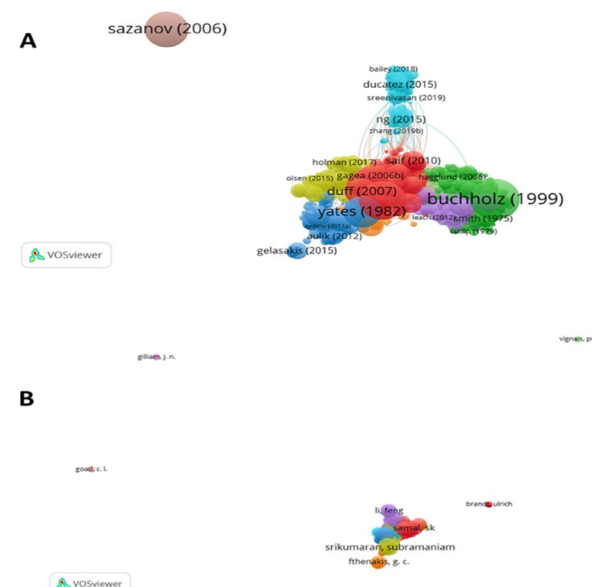 sazanov (2006)
A
bailey (2018)
ducatez (2015)
sreenivasan (2019)
ng (2015)
zhang (2019b)
holman (2017)
saif (2010)
olsen (2015)
gagea (2006b)
duff (2007)
buchholz (1999)
yates (1982)
leach (2012)
smith (1975)
aulik (2012)
gelasakis (2015)
VOSviewer
gilliam, j. n.
B
goad, c. l.
li, feng
brandt, ulrich
samal, sk
srikumaran, subramaniam
fthenakis, g. c.
VOSviewer